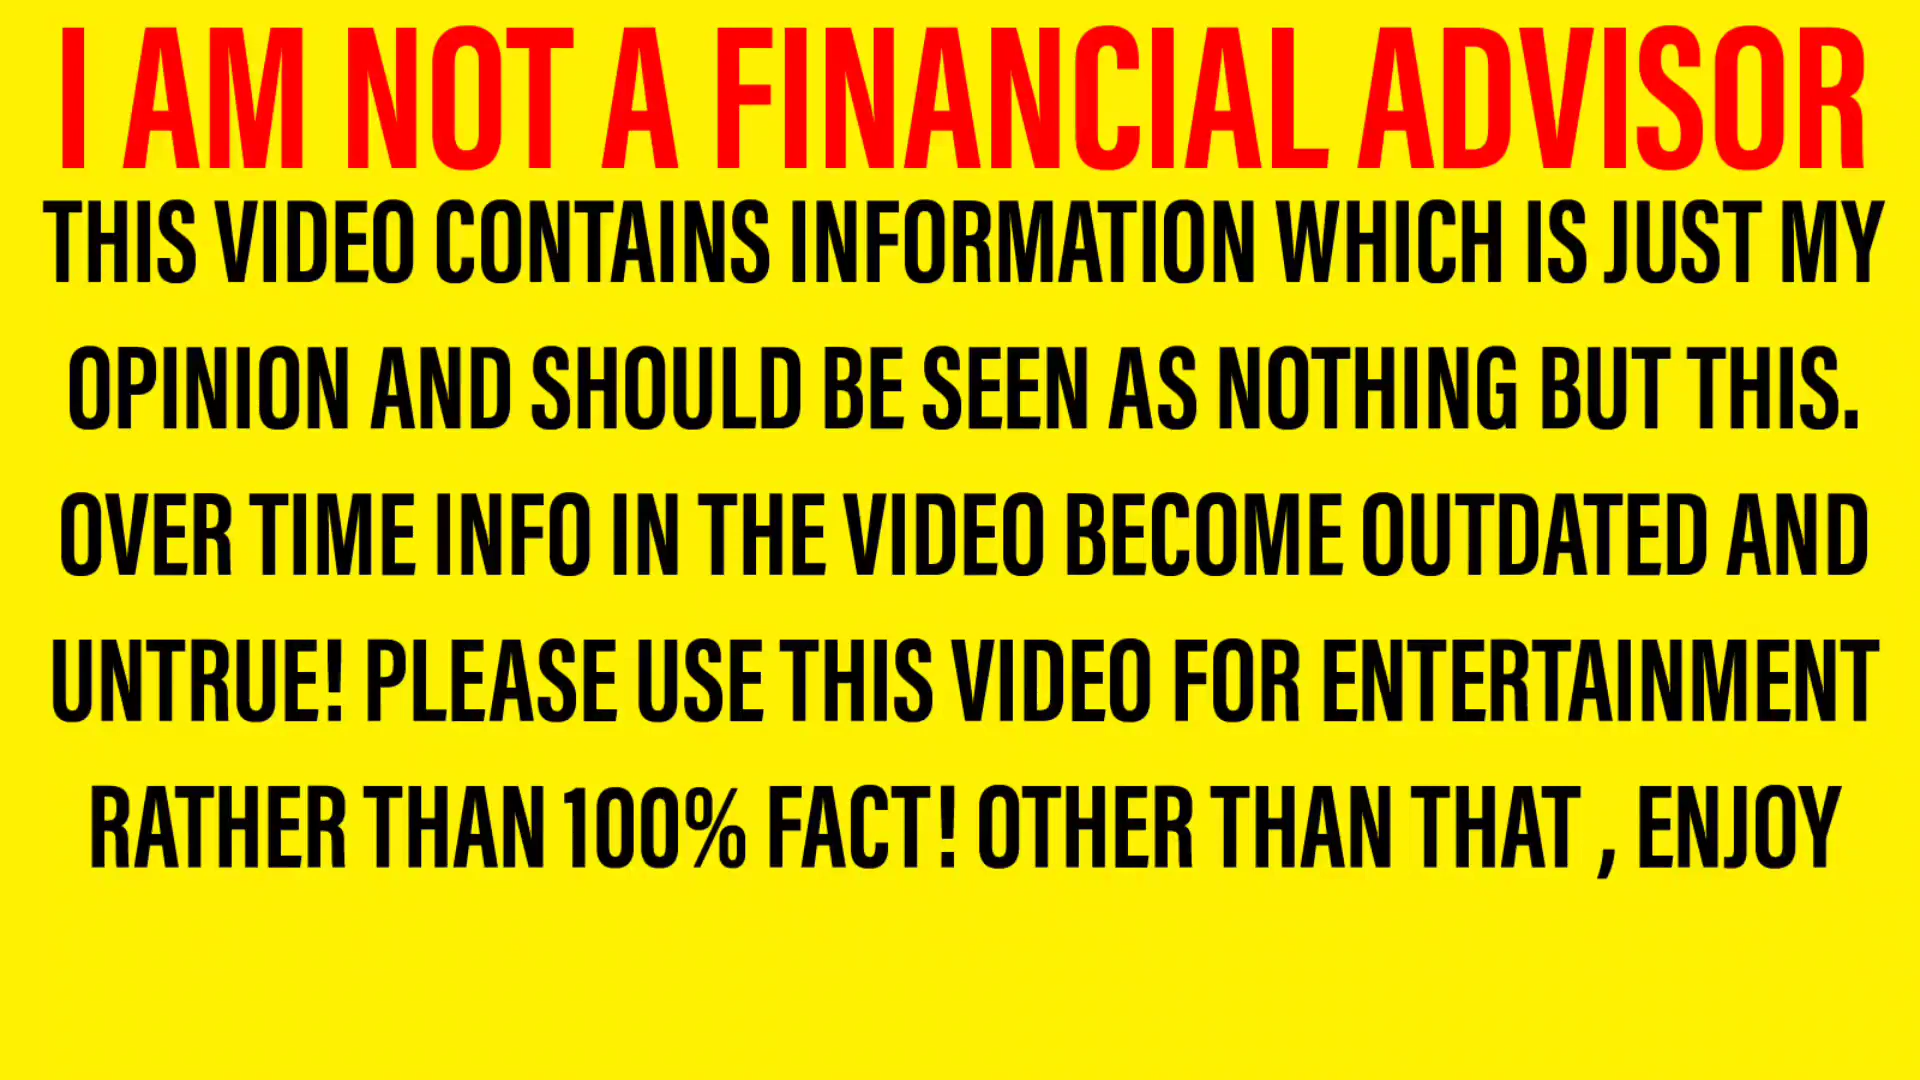 I AM NOT A FINANCIAL ADVISOR
THIS VIDEO CONTAINS INFORMATION WHICH IS JUST MY
OPINION AND SHOULD BE SEEN AS NOTHING BUT THIS.
OVER TIME INFO IN THE VIDEO BECOME OUTDATED AND
UNTRUE! PLEASE USE THIS VIDEO FOR ENTERTAINMENT
RATHER THAN 100% FACT! OTHER THAN THAT , ENJOY